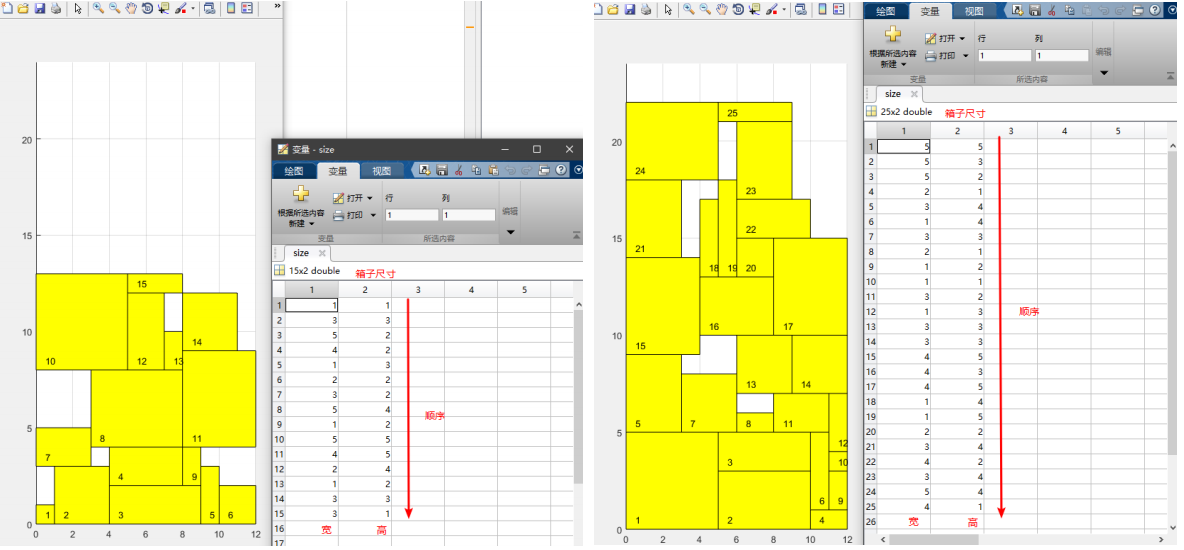 20
15
15
14
10
10
12
13
5
8
11
7
4
9
1
2
3
5
6
0
0 2 4 6 8 10 12
变量 - size
绘图 变量 视图
根据所选内容
新建
打开
打印
行 列
1 1
编辑
变量 所选内容
size
15x2 double 箱子尺寸
1 2 3 4 5
1 1 1
2 3 3
3 5 2
4 4 2
5 1 3
6 2 2
7 3 2
8 5 4
顺序
9 1 2
10 5 5
11 4 5
12 2 4
13 1 2
14 3 3
15 3 1
16 宽 高
17
25
20
24
23
22
15
21
18 19 20
16 17
10
15
13 14
5
5 7 8 11
12
3 10
6 9
1 2 4
0
0 2 4 6 8 10 12
绘图 变量 视图
根据所选内容
新建
打开
打印
行 列
1 1
编辑
变量 所选内容
size
25x2 double 箱子尺寸
1 2 3 4 5
1 5 5
2 5 3
3 5 2
4 2 1
5 3 4
6 1 4
7 3 3
8 2 1
9 1 2
10 1 1
11 3 2
12 1 3
顺序
13 3 3
14 3 3
15 4 5
16 4 3
17 4 5
18 1 4
19 1 5
20 2 2
21 3 4
22 4 2
23 3 4
24 5 4
25 4 1
26 宽 高